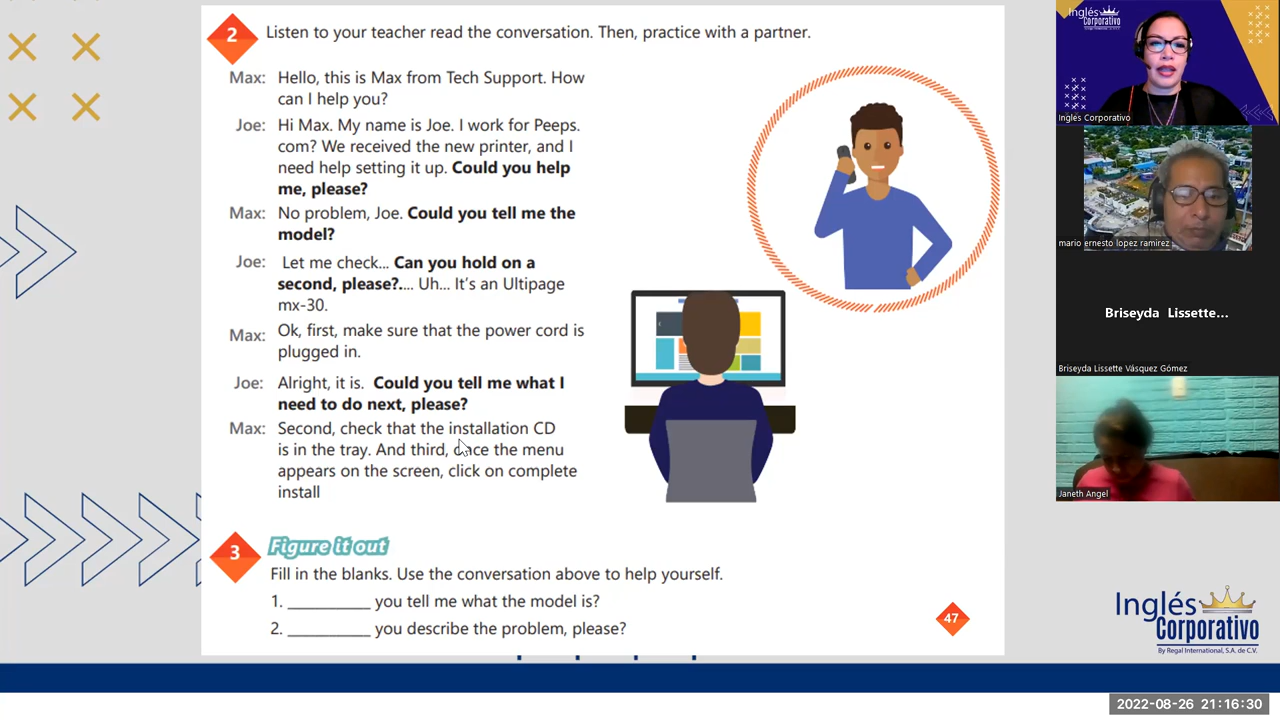 2 Listen to your teacher read the conversation. Then, practice with a partner.
Max: Hello, this is Max from Tech Support. How
can I help you?
Joe: Hi Max. My name is Joe. I work for Peeps.
com? We received the new printer, and I
need help setting it up. Could you help
me, please?
Max: No problem, Joe. Could you tell me the
model?
Joe: Let me check... Can you hold on a
second, please?.... Uh... It's an Ultipage
mx-30.
Max: Ok, first, make sure that the power cord is
plugged in.
Joe: Alright, it is. Could you tell me what I
need to do next, please?
Max: Second, check that the installation CD
is in the tray. And third, once the menu
appears on the screen, click on complete
install
3 Figure it out
Fill in the blanks. Use the conversation above to help yourself.
1. ___________ you tell me what the model is?
2. ___________ you describe the problem, please?
47
Inglés
Corporativo
By Regal International, S.A. de C.V.
Inglés Corporativo
mario ernesto lopez ramirez
Briseyda Lissette...
Briseyda Lissette Vásquez Gómez
Janeth Angel
Inglés
Corporativo
By Regal International, S.A. de C.V.
2022-08-26 21:16:30